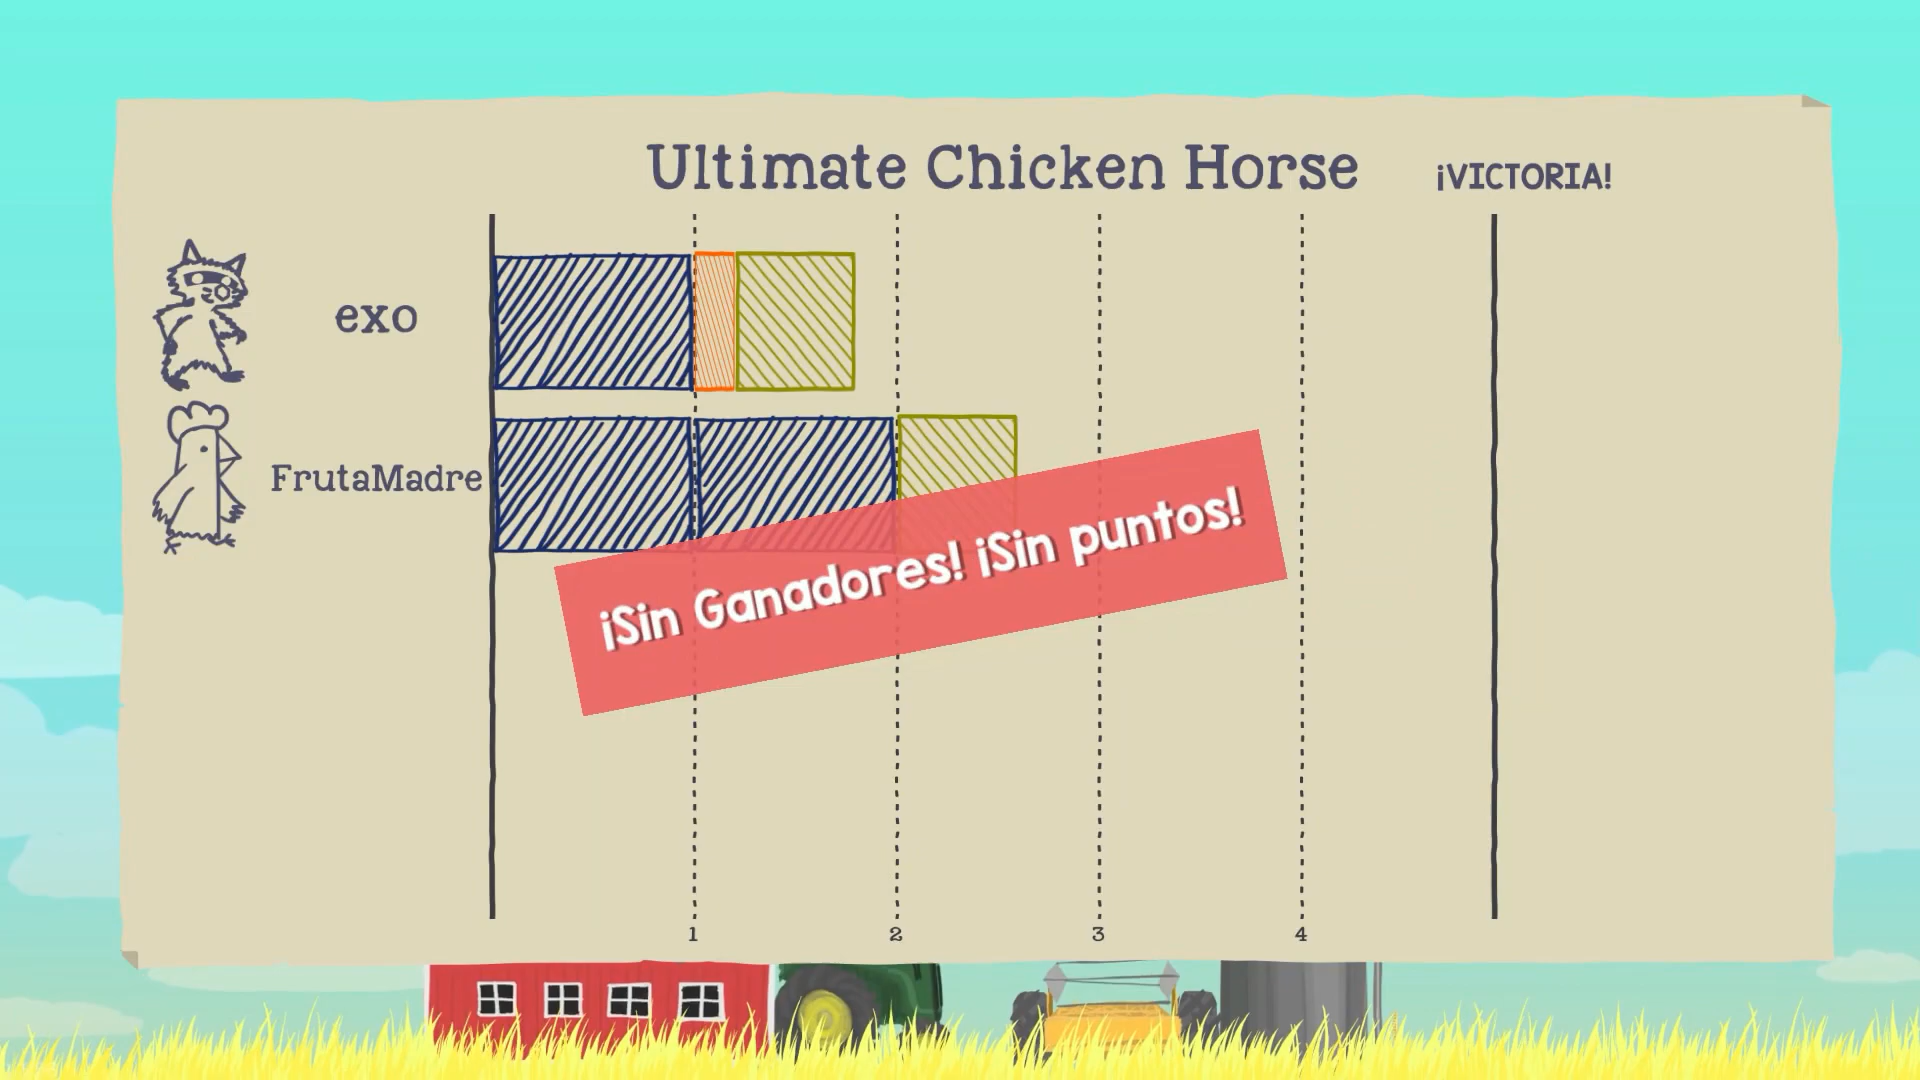 Ultimate Chicken Horse
¡VICTORIA!
exo
FrutaMadre
¡Sin Ganadores! ¡Sin puntos!
1 2 3 4